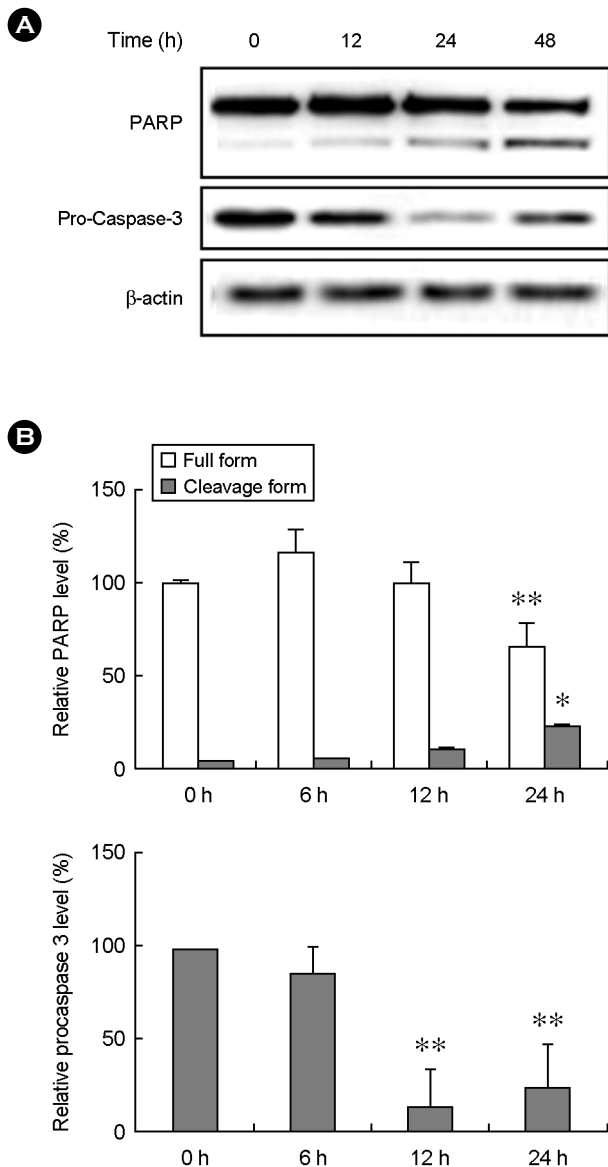 A
Time (h) 0 12 24 48
PARP
Pro-Caspase-3
β-actin
B
Full form
Cleavage form
Relative PARP level (%)
150
100
50
0
**
*
0 h 6 h 12 h 24 h
Relative procaspase 3 level (%)
150
100
50
0
**
**
0 h 6 h 12 h 24 h